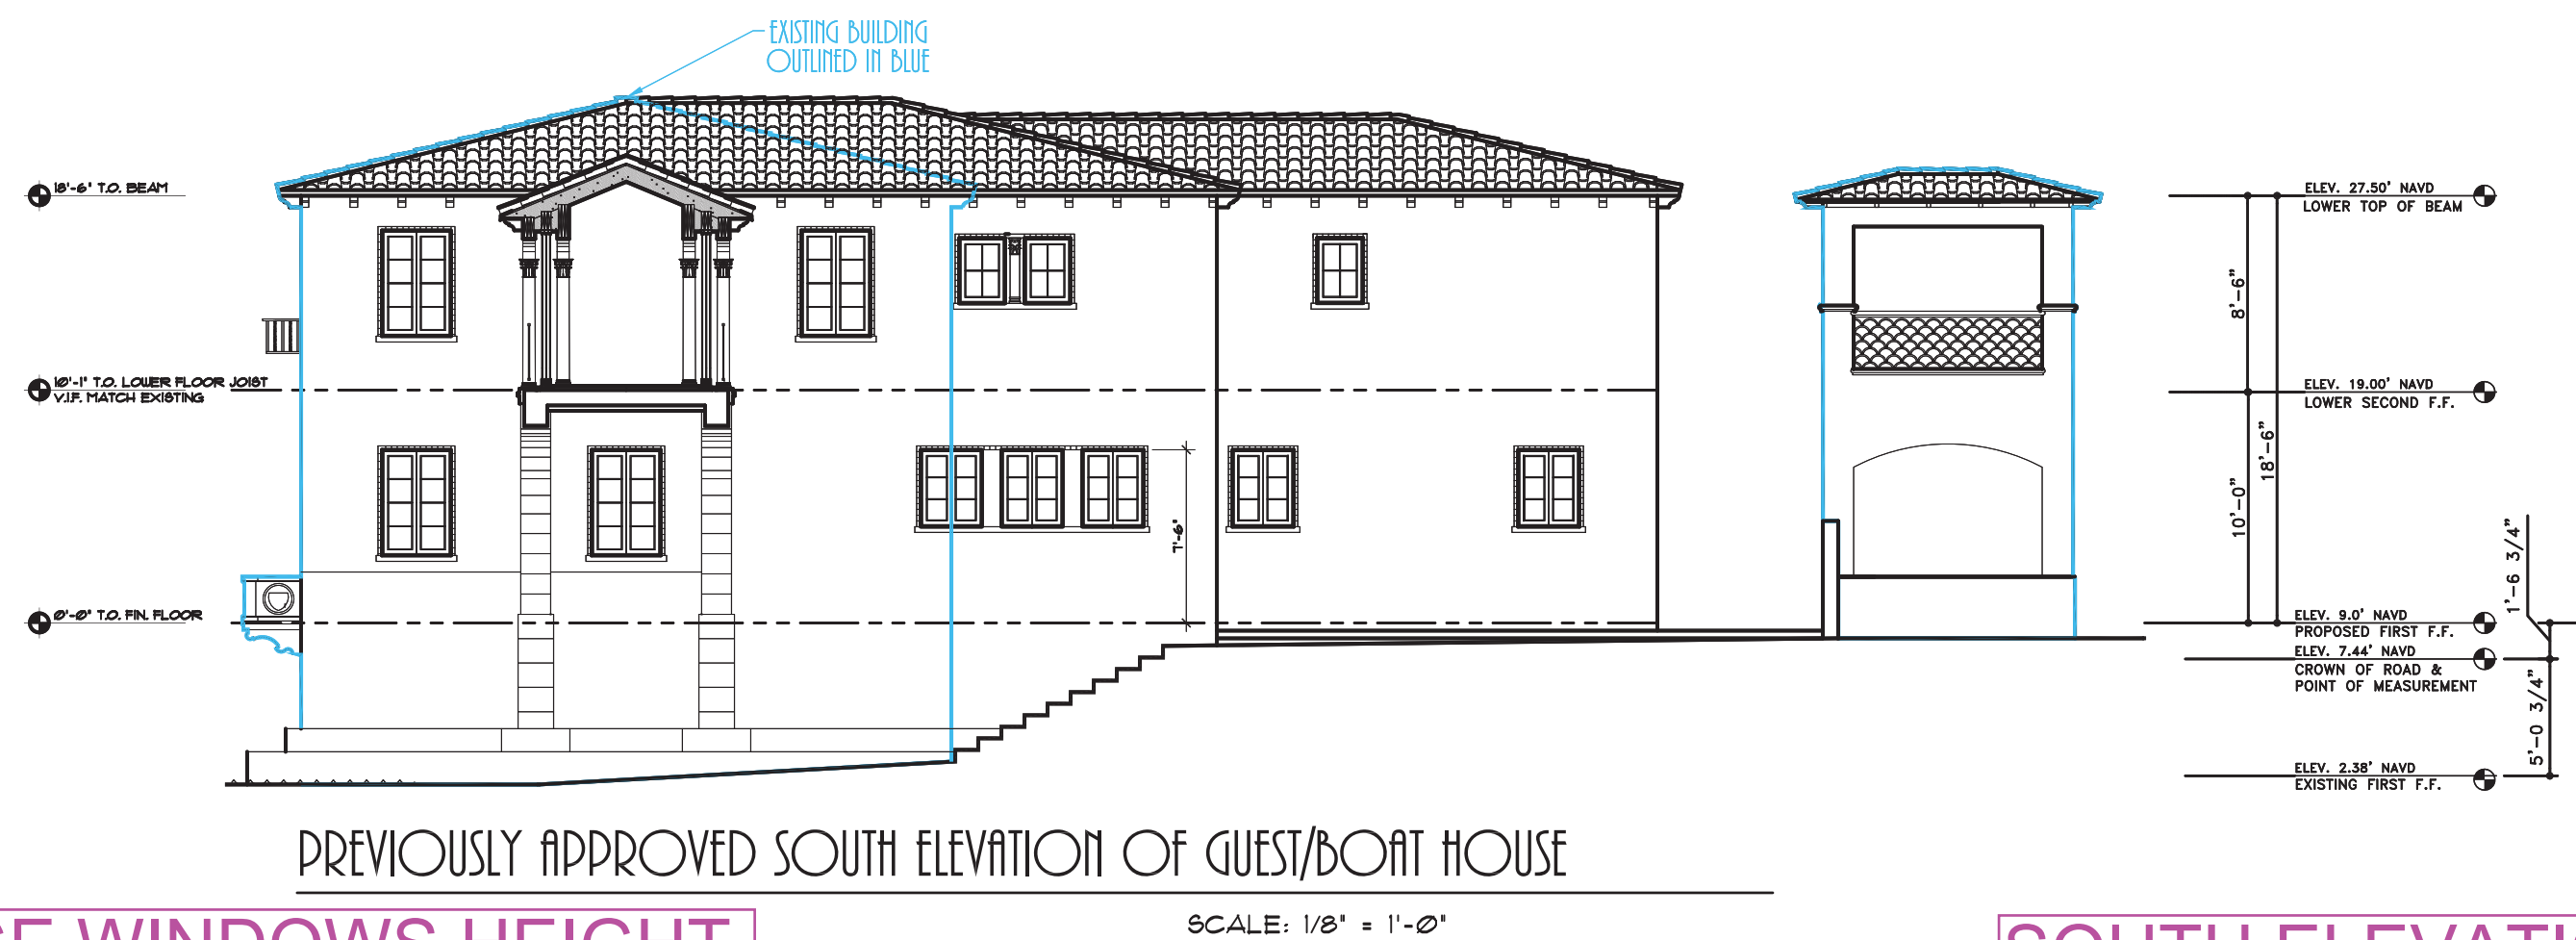 EXISTING BUILDING
OUTLINED IN BLUE
18'-6" T.O. BEAM
10'-1" T.O. LOWER FLOOR JOIST
V.I.F. MATCH EXISTING
0'-0" T.O. FIN. FLOOR
7'-6"
ELEV. 27.50' NAVD
LOWER TOP OF BEAM
8'-6"
ELEV. 19.00' NAVD
LOWER SECOND F.F.
18'-6"
10'-0"
1'-6 3/4"
ELEV. 9.0' NAVD
PROPOSED FIRST F.F.
ELEV. 7.44' NAVD
CROWN OF ROAD &
POINT OF MEASUREMENT
5'-0 3/4"
ELEV. 2.38' NAVD
EXISTING FIRST F.F.
PREVIOUSLY APPROVED SOUTH ELEVATION OF GUEST/BOAT HOUSE
SCALE: 1/8" = 1'-0"
WINDOWS HEIGHT
SOUTH